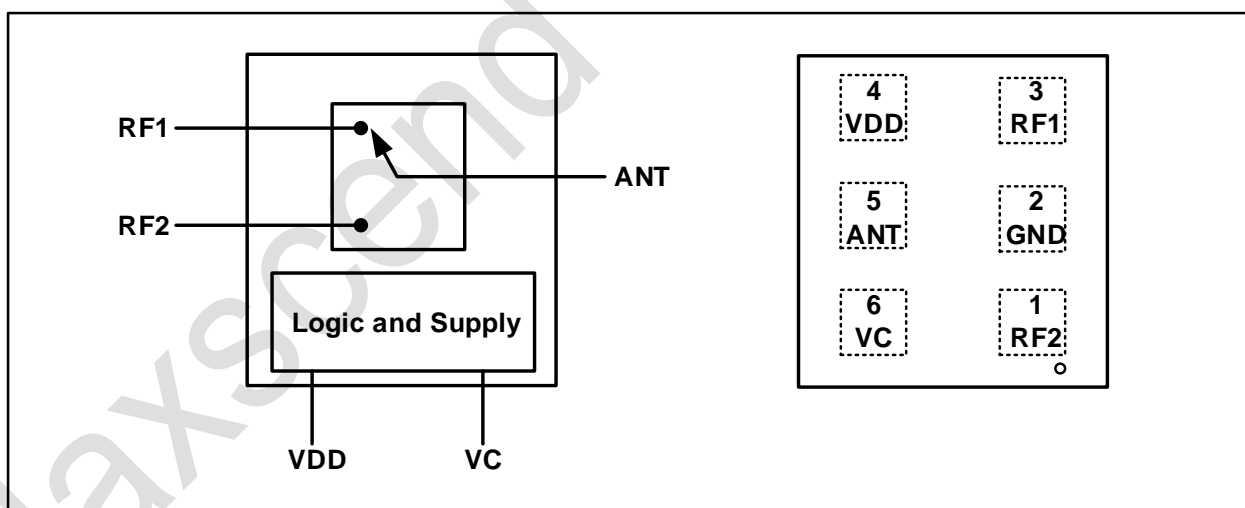 RF1
ANT
RF2
Logic and Supply
VDD
VC
4
VDD
3
RF1
5
ANT
2
GND
6
VC
1
RF2
axscend